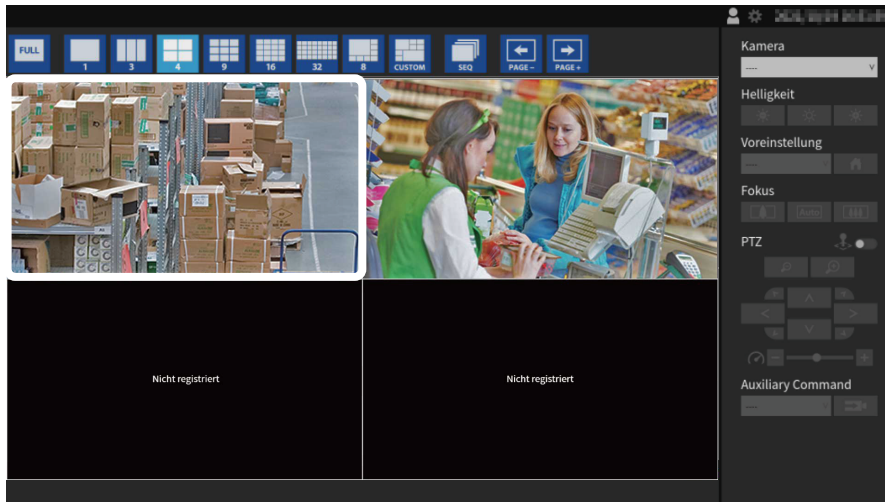 FULL
1
3
4
9
16
32
8
CUSTOM
SEQ
PAGE −
PAGE +
Kamera
----
Helligkeit
Voreinstellung
----
Fokus
Auto
PTZ
Auxiliary Command
----
Nicht registriert
Nicht registriert